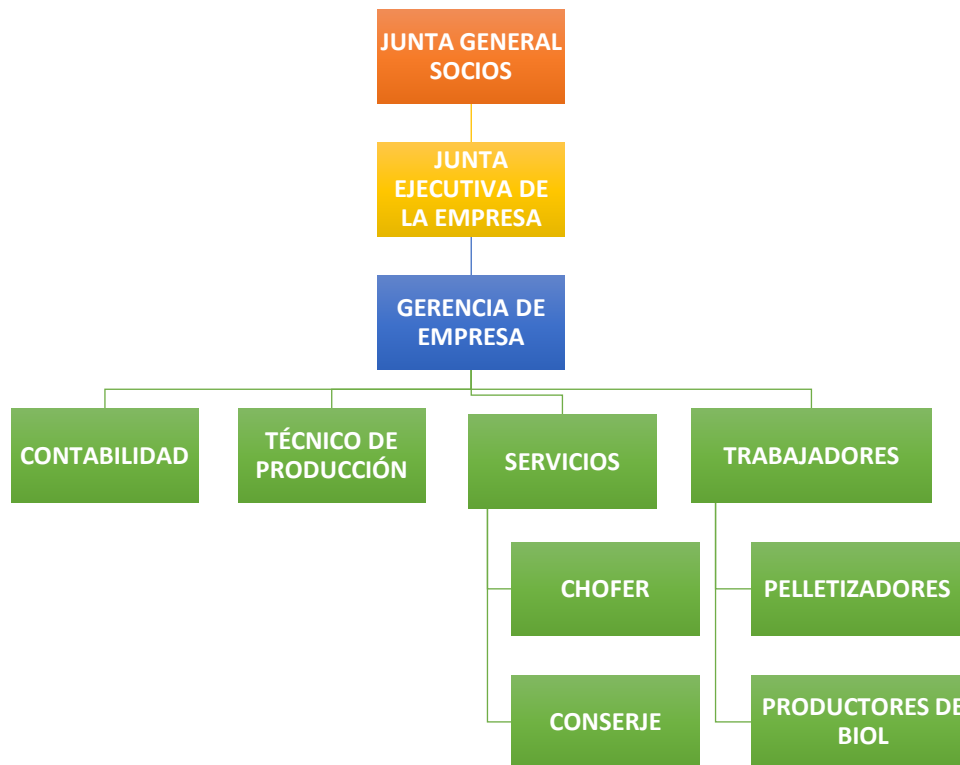 JUNTA GENERAL
SOCIOS
JUNTA
EJECUTIVA DE
LA EMPRESA
GERENCIA DE
EMPRESA
CONTABILIDAD
TÉCNICO DE
PRODUCCIÓN
SERVICIOS
TRABAJADORES
CHOFER
PELLETIZADORES
CONSERJE
PRODUCTORES DE
BIOL